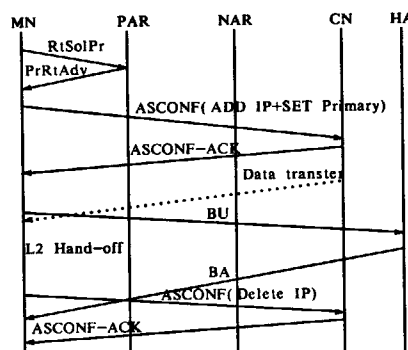 MN PAR NAR CN HA
RtSolPr
PrRtAdv
ASCONF( ADD IP+SET Primary)
ASCONF-ACK
Data transter
BU
L2 Hand-off
BA
ASCONF( Delete IP)
ASCONF-ACK